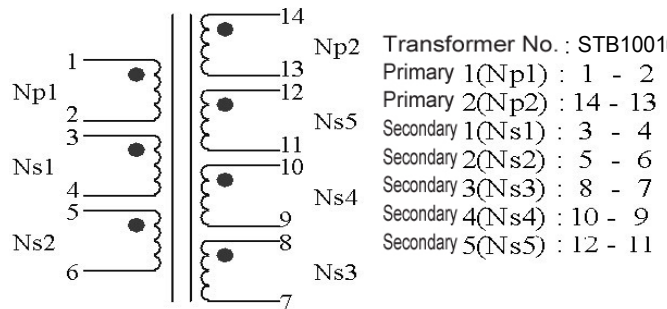 14
Np2
13
1
Np1
2
12
Ns5
11
3
Ns1
4
10
Ns4
9
5
Ns2
6
8
Ns3
7
Transformer No. : STB1001
Primary 1(Np1) : 1 - 2
Primary 2(Np2) : 14 - 13
Secondary 1(Ns1) : 3 - 4
Secondary 2(Ns2) : 5 - 6
Secondary 3(Ns3) : 8 - 7
Secondary 4(Ns4) : 10 - 9
Secondary 5(Ns5) : 12 - 11